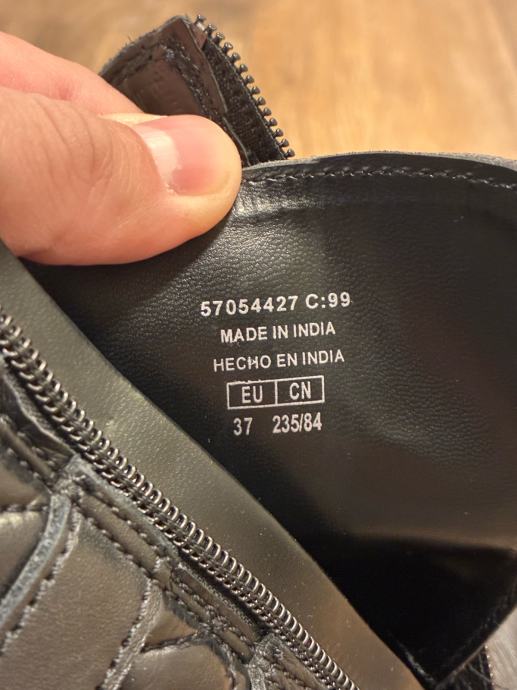 57054427 C:99
MADE IN INDIA
HECHO EN INDIA
EU CN
37 235/84